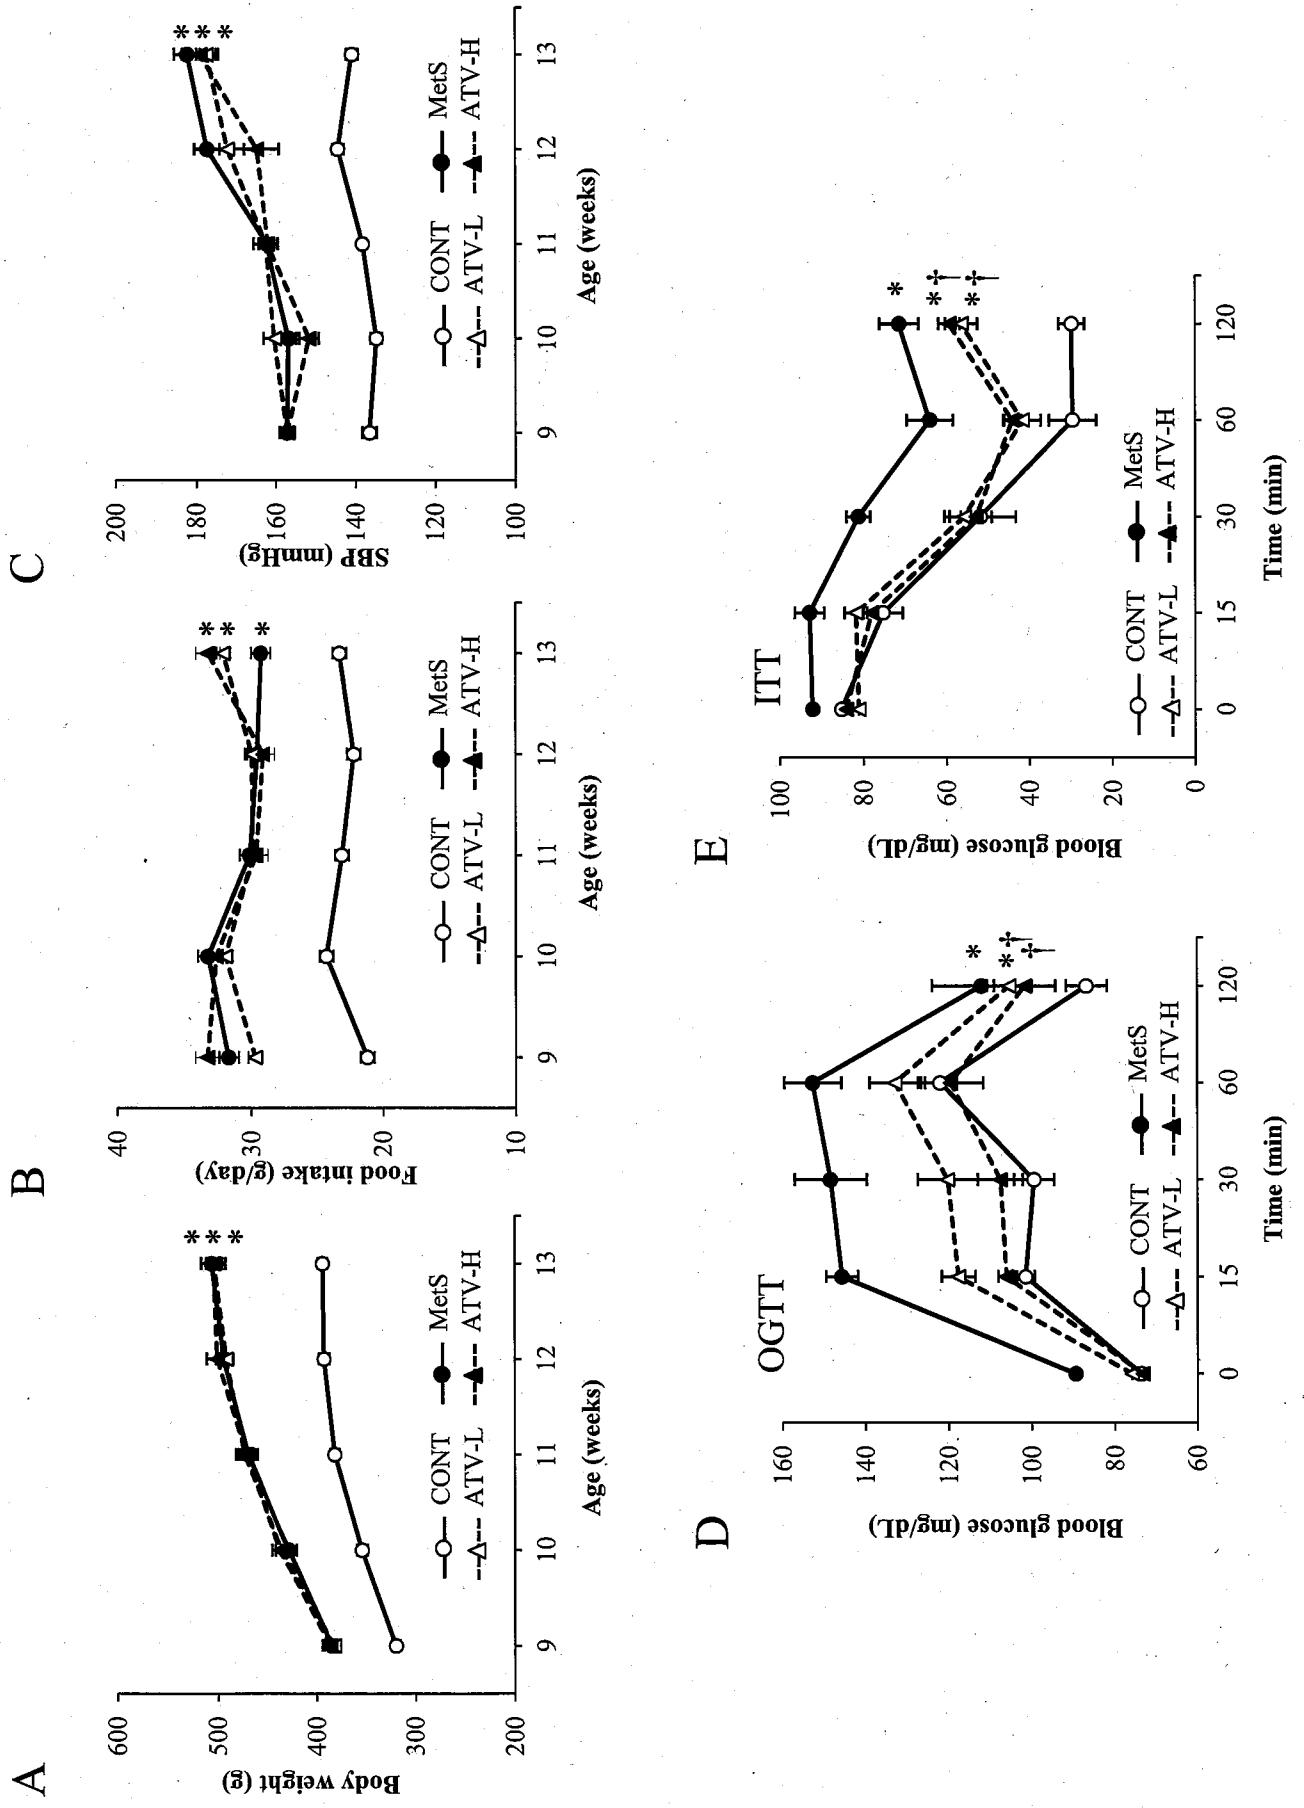 A
600
500
400
300
200
Body weight (g)
* * *
CONT MetS
ATV-L ATV-H
9 10 11 12 13
Age (weeks)
B
40
30
20
10
Food intake (g/day)
* * *
CONT MetS
ATV-L ATV-H
9 10 11 12 13
Age (weeks)
C
200
180
160
140
120
100
SBP (mmHg)
* * *
CONT MetS
ATV-L ATV-H
9 10 11 12 13
Age (weeks)
D
OGTT
160
140
120
100
80
60
Blood glucose (mg/dL)
*
* †
†
CONT MetS
ATV-L ATV-H
0 15 30 60 120
Time (min)
E
ITT
100
80
60
40
20
0
Blood glucose (mg/dL)
*
* †
* †
CONT MetS
ATV-L ATV-H
0 15 30 60 120
Time (min)